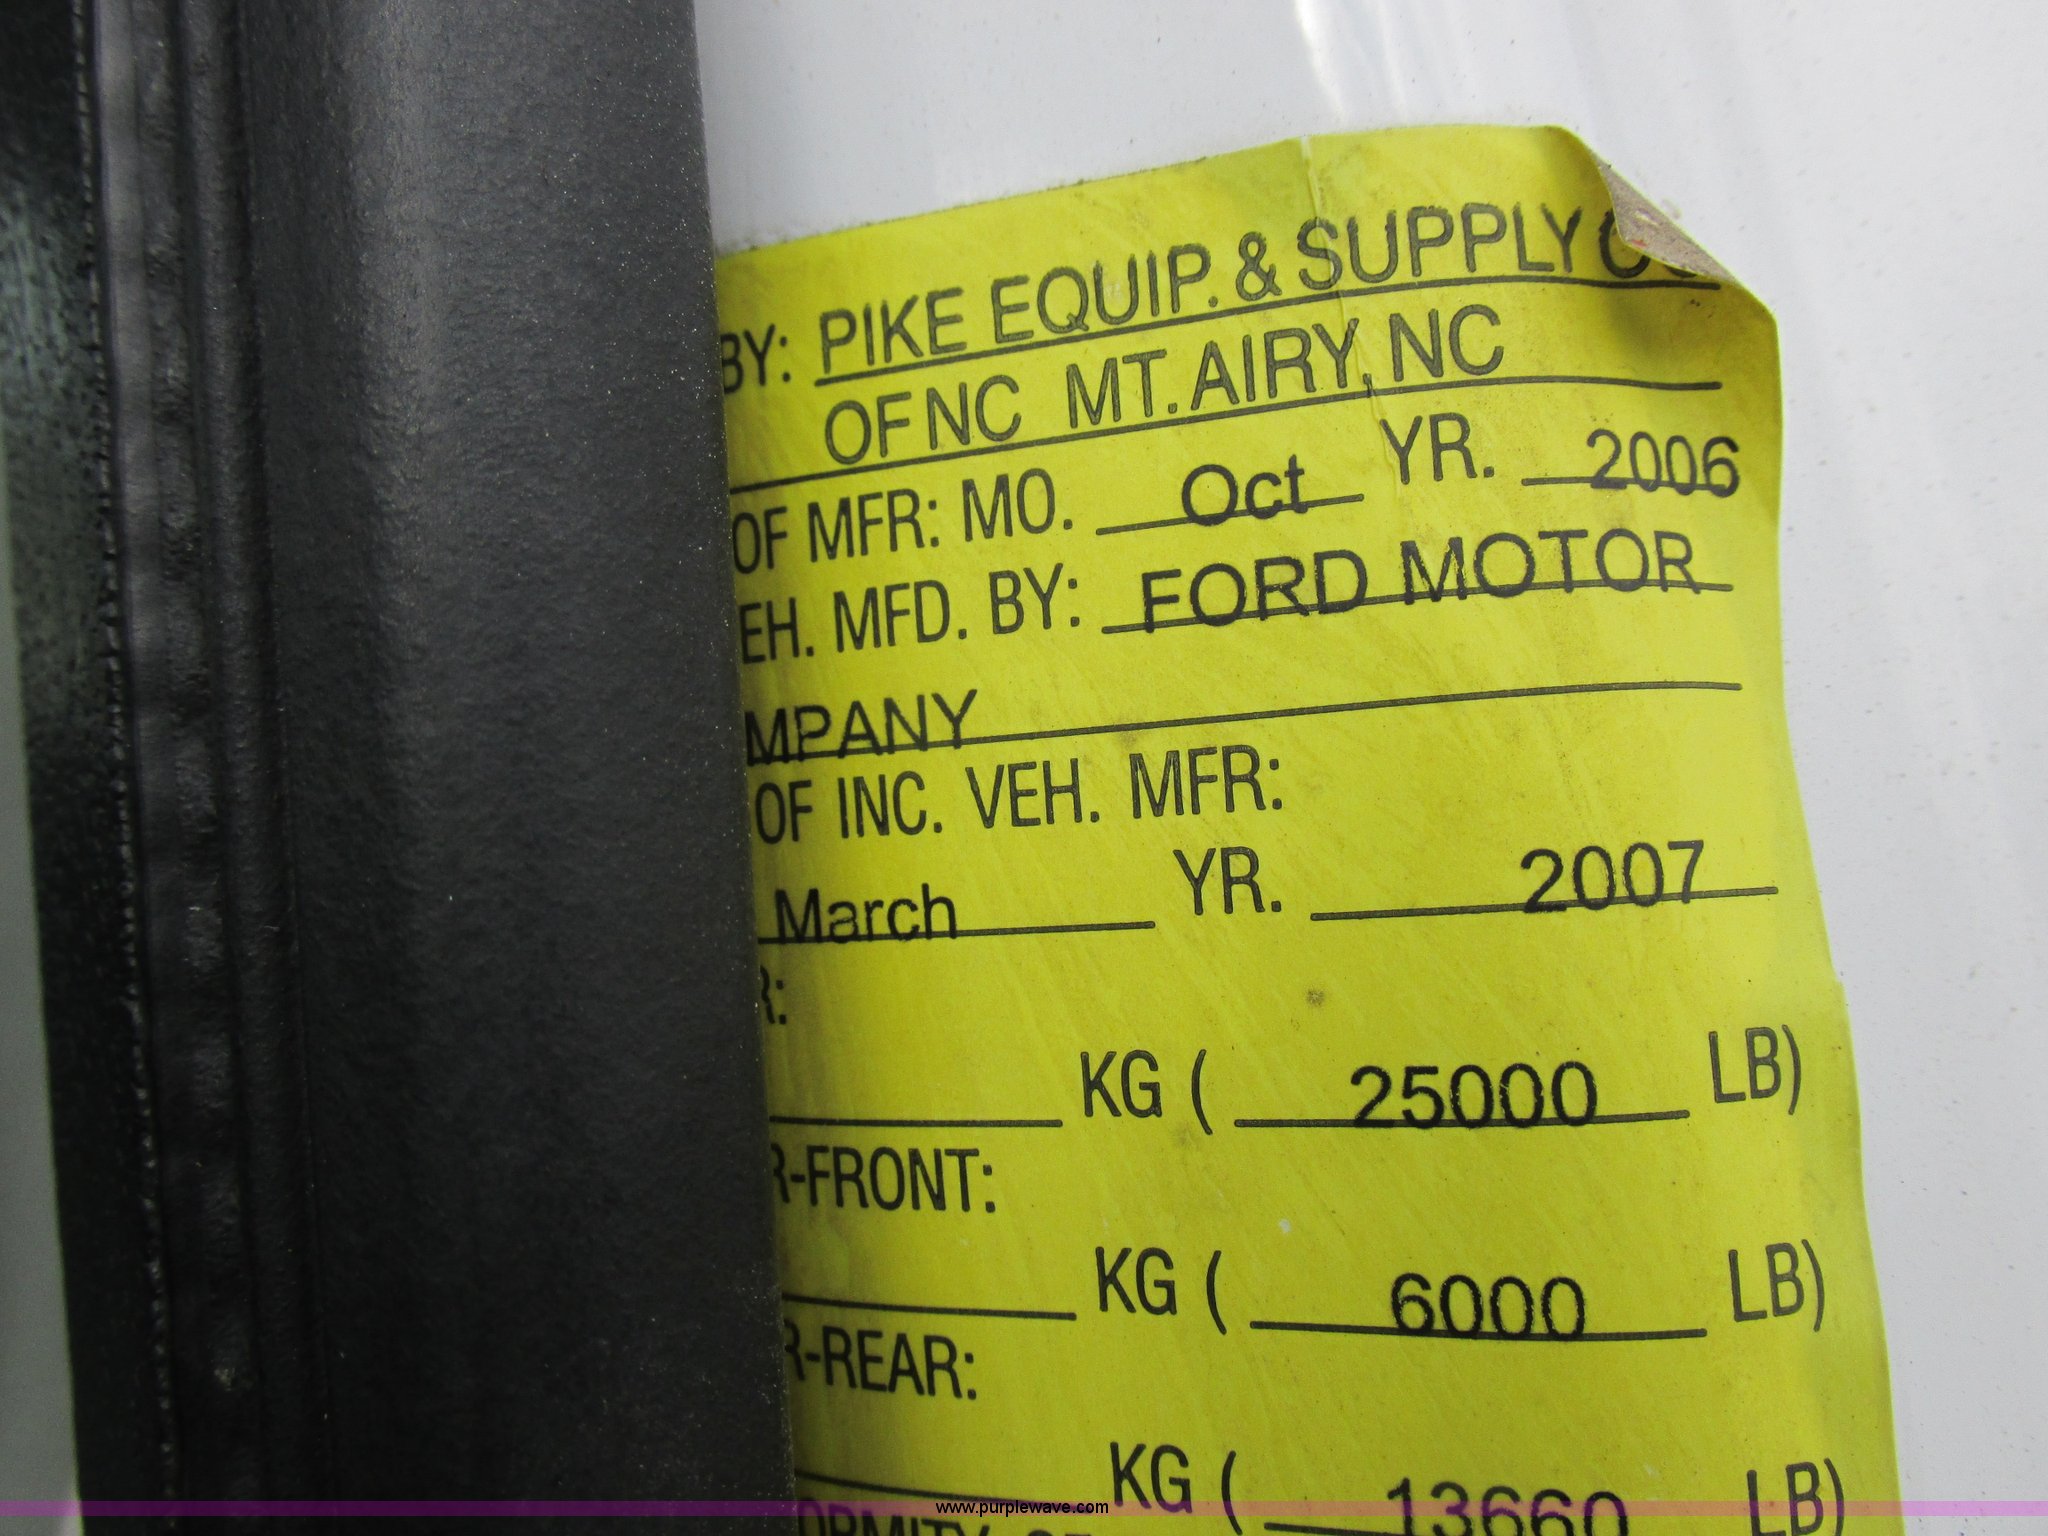 BY: PIKE EQUIP. & SUPPLY
OF NC MT. AIRY, NC
OF MFR: MO. Oct YR. 2006
EH. MFD. BY: FORD MOTOR
MPANY
OF INC. VEH. MFR:
March YR. 2007
R:
KG ( 25000 LB)
R-FRONT:
KG ( 6000 LB)
R-REAR:
KG ( 13660 LB)
www.purplewave.com